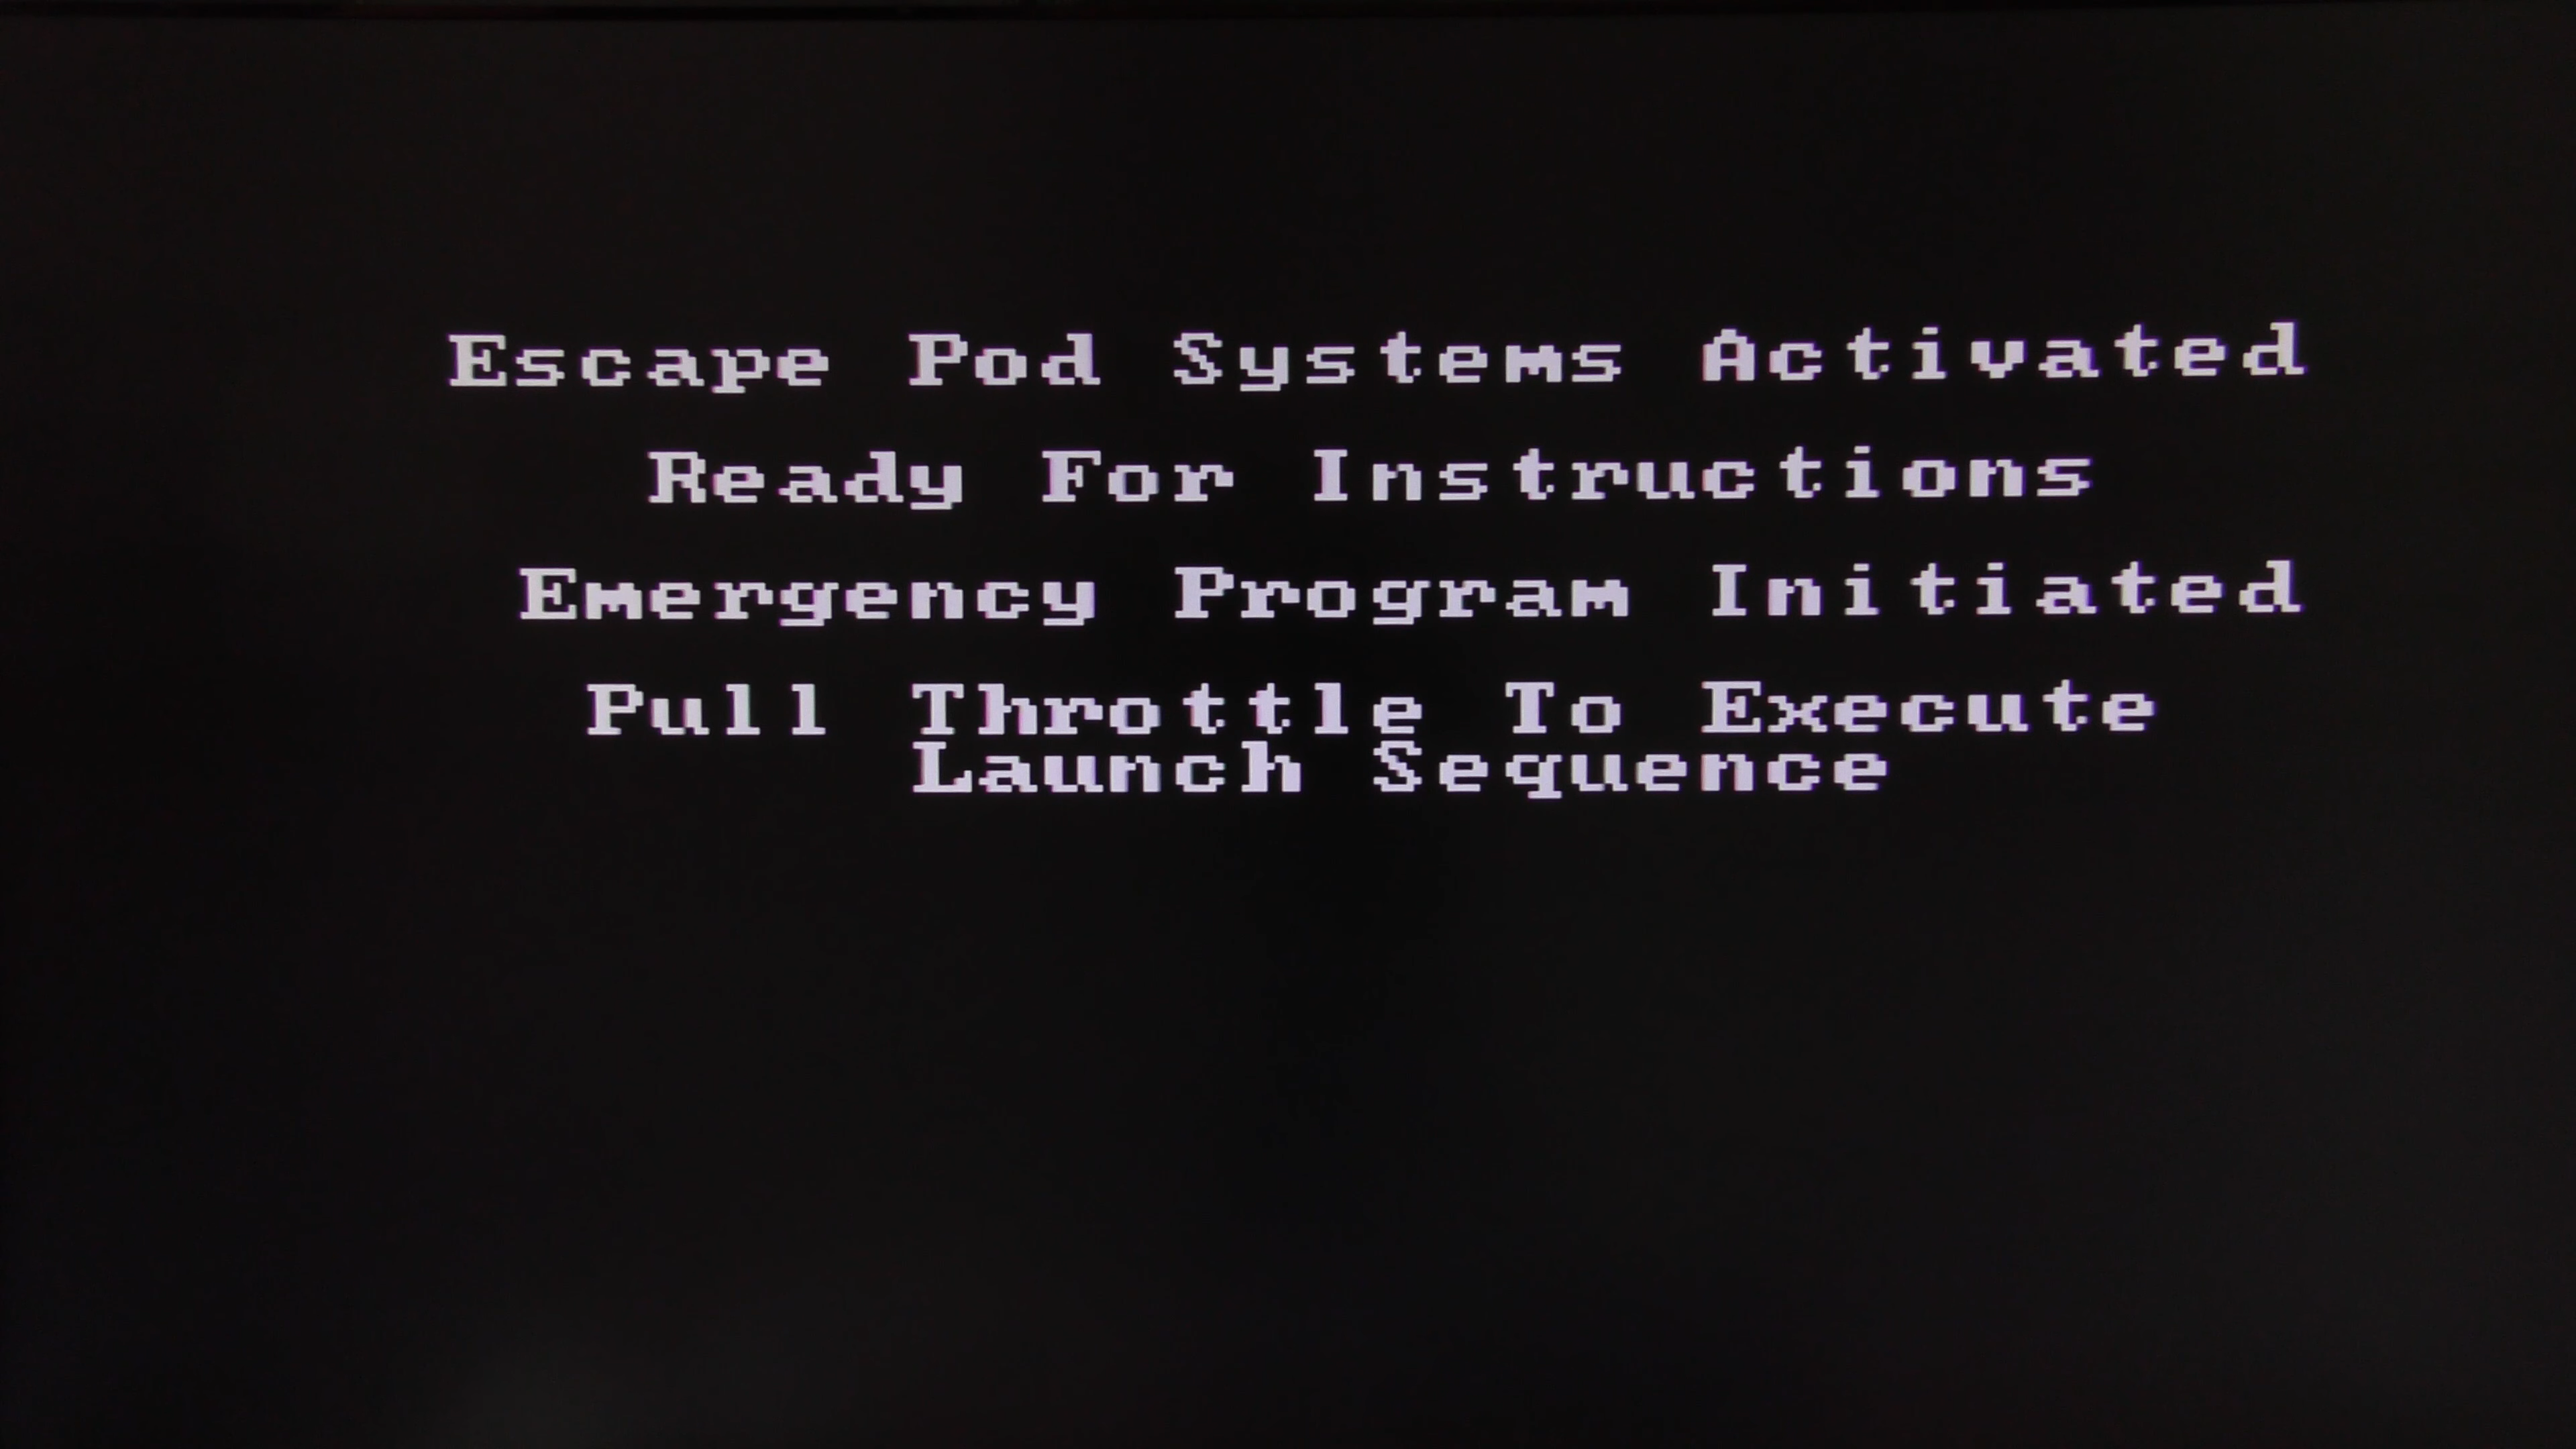 Escape Pod Systems Activated
Ready For Instructions
Emergency Program Initiated
Pull Throttle To Execute
Launch Sequence